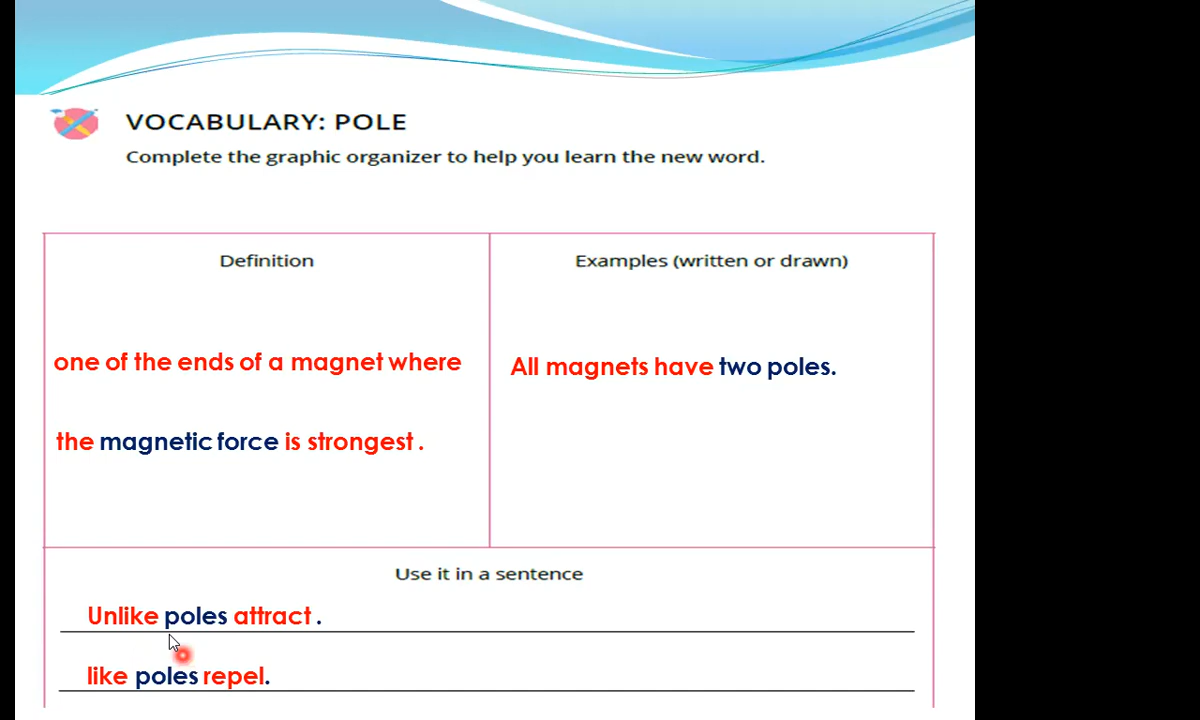 VOCABULARY: POLE
Complete the graphic organizer to help you learn the new word.
Definition
one of the ends of a magnet where
the magnetic force is strongest .
Examples (written or drawn)
All magnets have two poles.
Use it in a sentence
Unlike poles attract .
like poles repel.